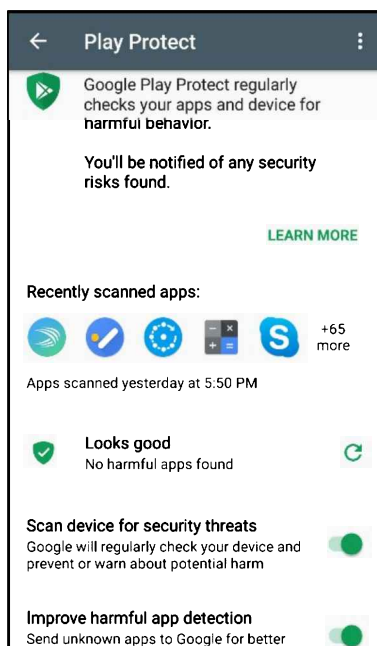 Play Protect
Google Play Protect regularly
checks your apps and device for
harmful behavior.
You'll be notified of any security
risks found.
LEARN MORE
Recently scanned apps:
+65
more
Apps scanned yesterday at 5:50 PM
Looks good
No harmful apps found
Scan device for security threats
Google will regularly check your device and
prevent or warn about potential harm
Improve harmful app detection
Send unknown apps to Google for better